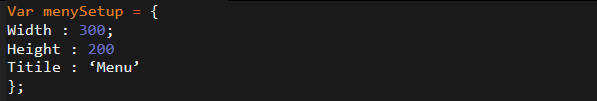 Var menySetup = {
Width : 300;
Height : 200
Titile : ‘Menu’
};